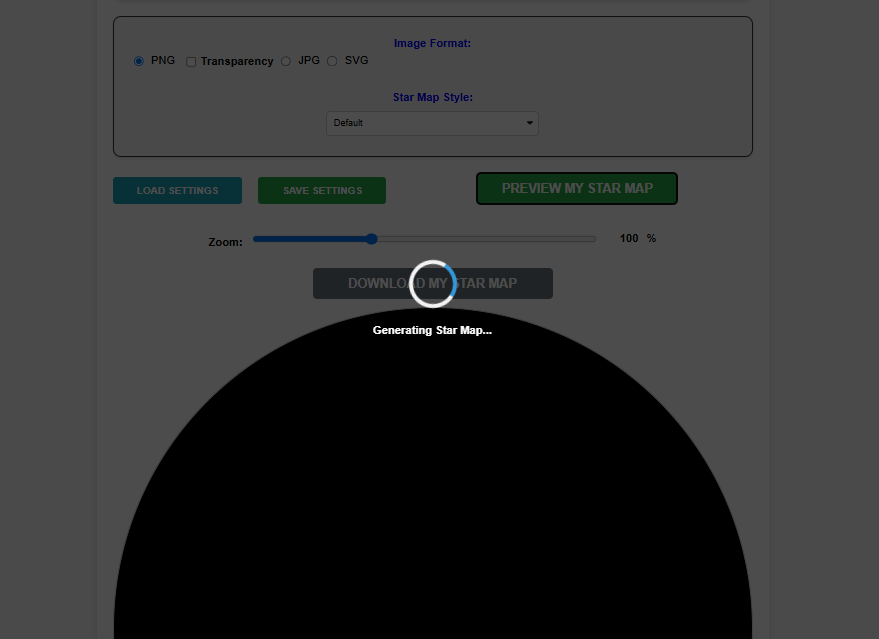 Image Format:
PNG Transparency JPG SVG
Star Map Style:
Default
LOAD SETTINGS SAVE SETTINGS PREVIEW MY STAR MAP
Zoom: 100 %
DOWNLOAD MY STAR MAP
Generating Star Map...